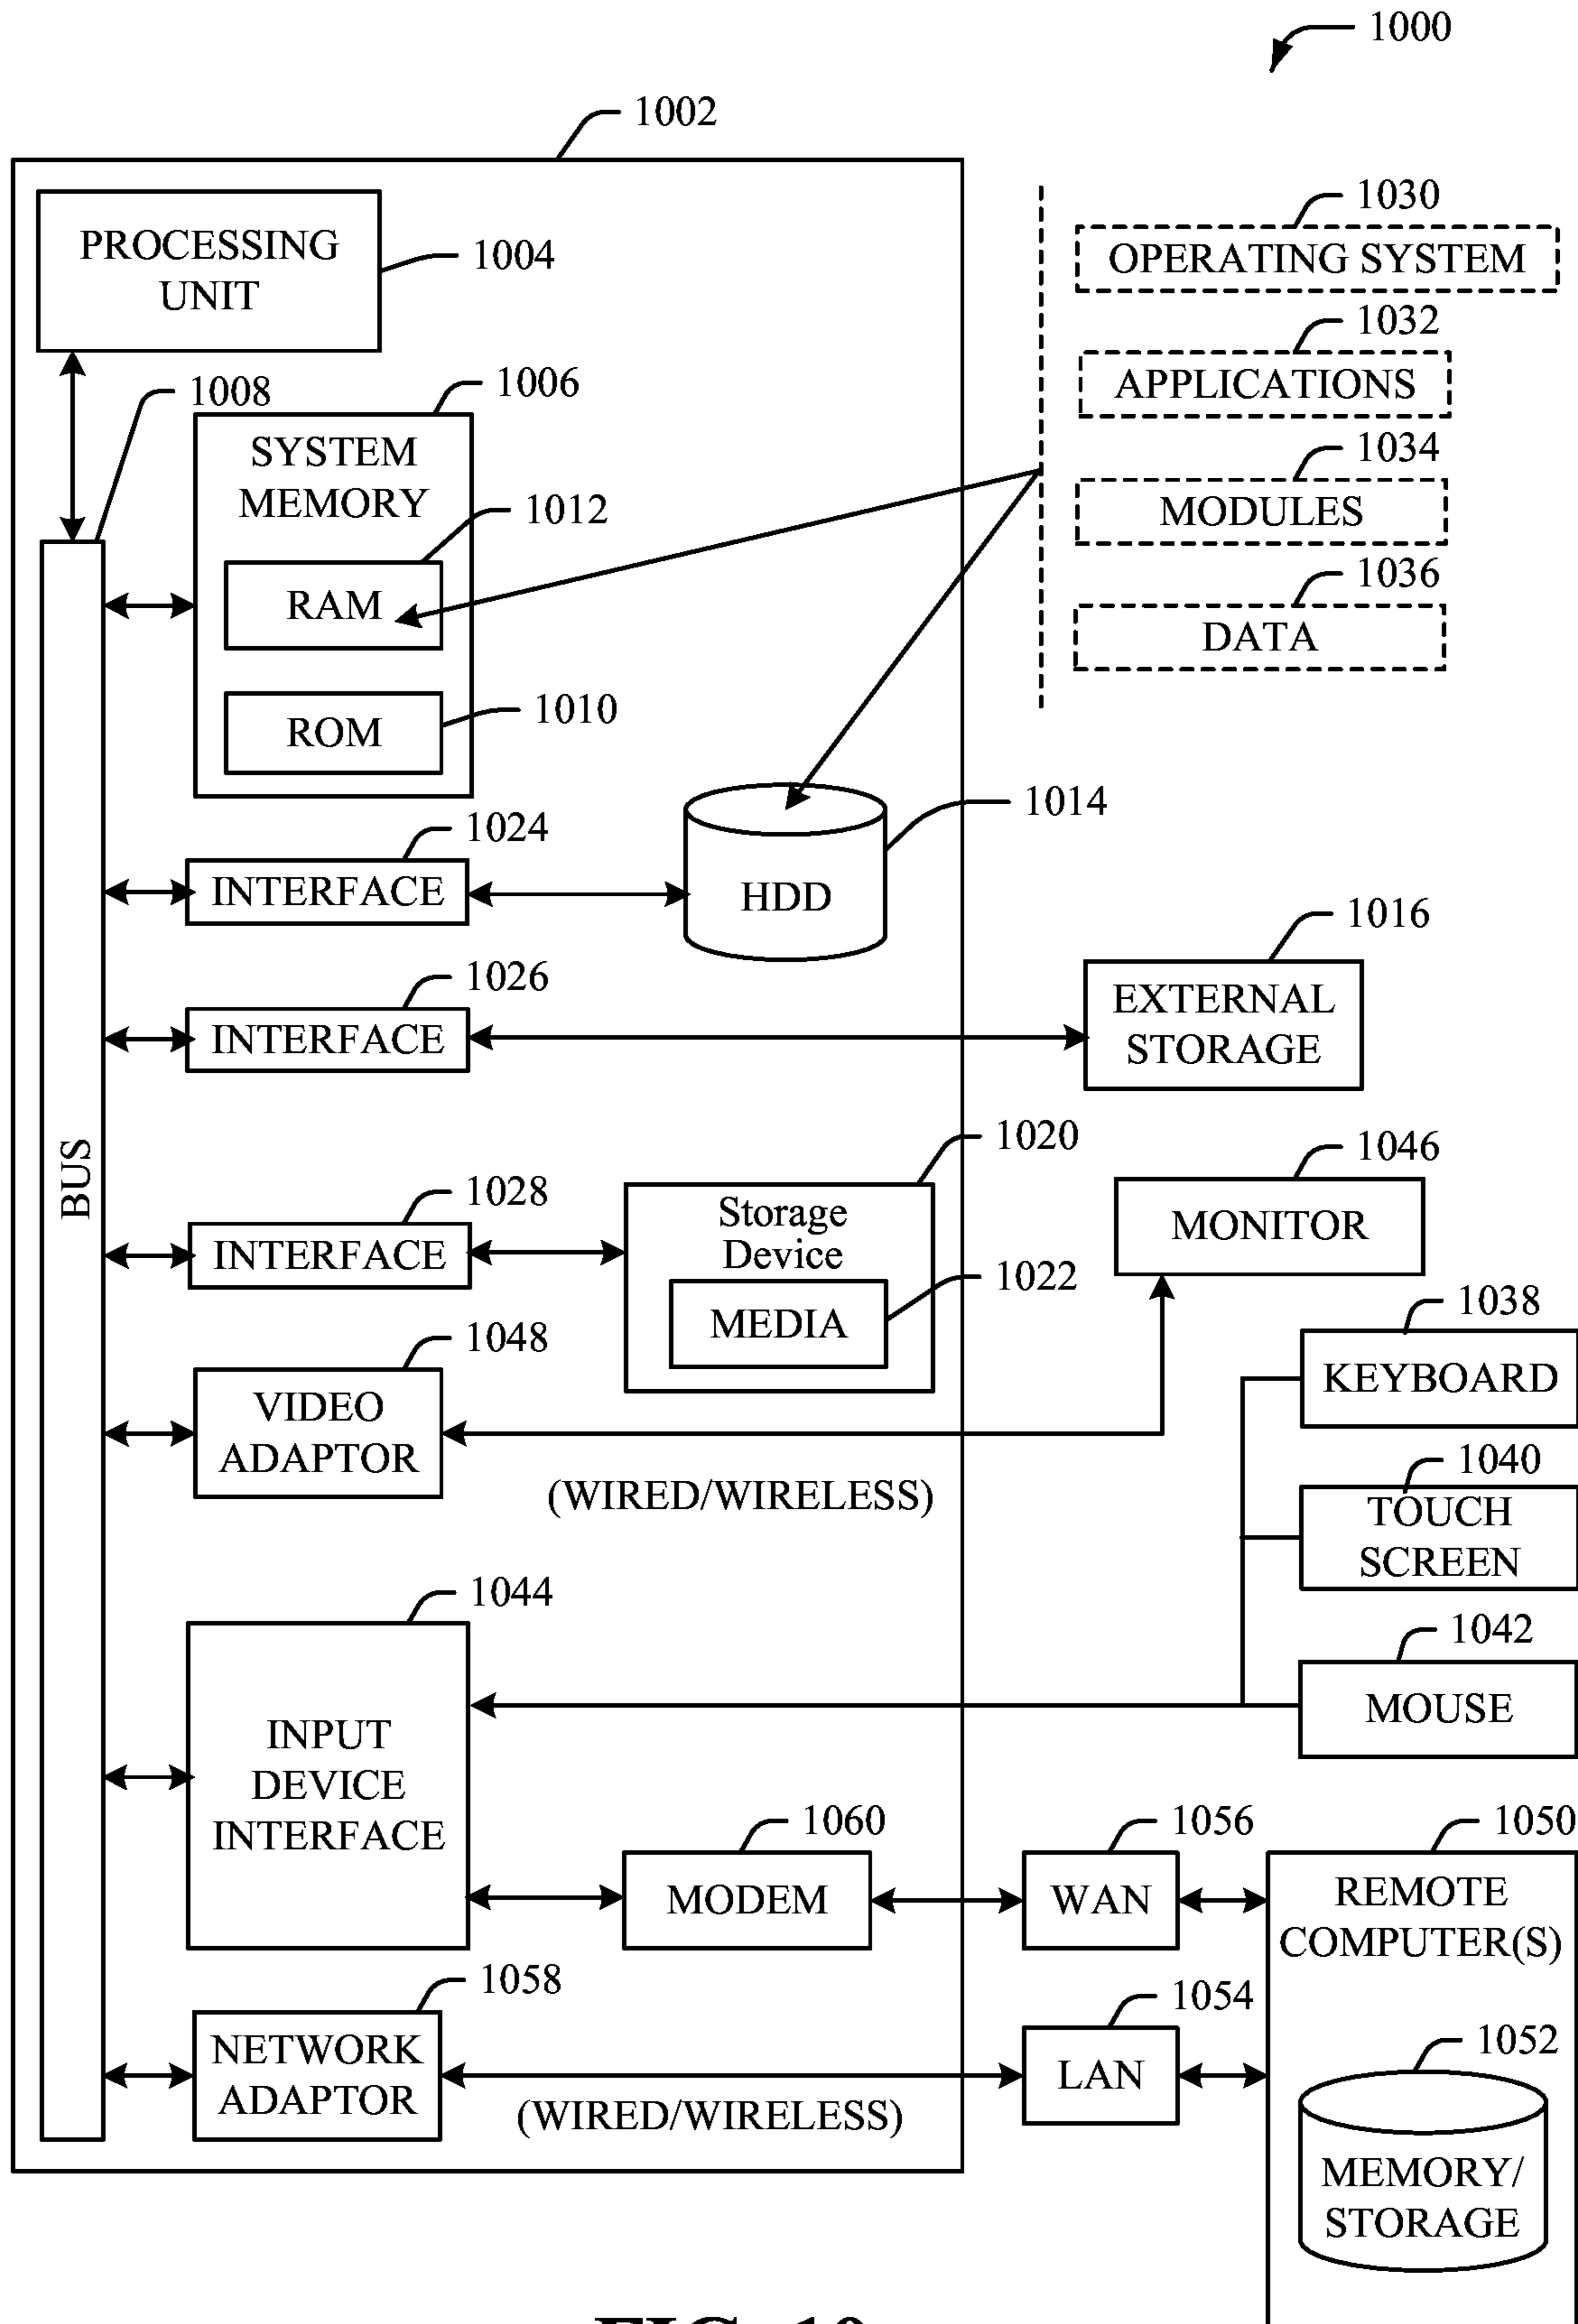 1000
1002
PROCESSING
UNIT
1004
1030
OPERATING SYSTEM
1032
APPLICATIONS
1034
MODULES
1036
DATA
1008
1006
SYSTEM
MEMORY
1012
RAM
1010
ROM
1014
HDD
1024
INTERFACE
1016
EXTERNAL
STORAGE
1026
INTERFACE
BUS
1020
Storage
Device
1022
MEDIA
1028
INTERFACE
1046
MONITOR
1048
VIDEO
ADAPTOR
(WIRED/WIRELESS)
1038
KEYBOARD
1040
TOUCH
SCREEN
1042
MOUSE
1044
INPUT
DEVICE
INTERFACE
1060
MODEM
1056
WAN
1050
REMOTE
COMPUTER(S)
1058
NETWORK
ADAPTOR
(WIRED/WIRELESS)
1054
LAN
1052
MEMORY/
STORAGE
FIG. 10